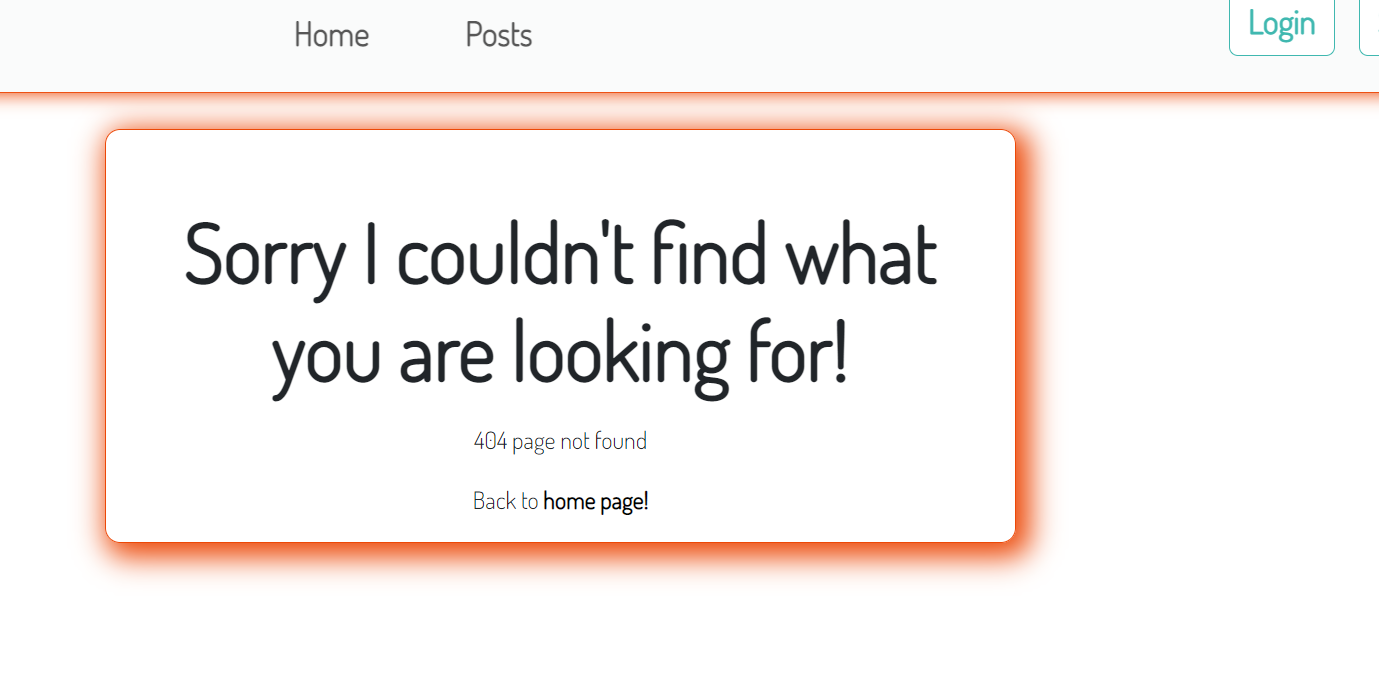 Home Posts Login
Sorry I couldn't find what
you are looking for!
404 page not found
Back to home page!